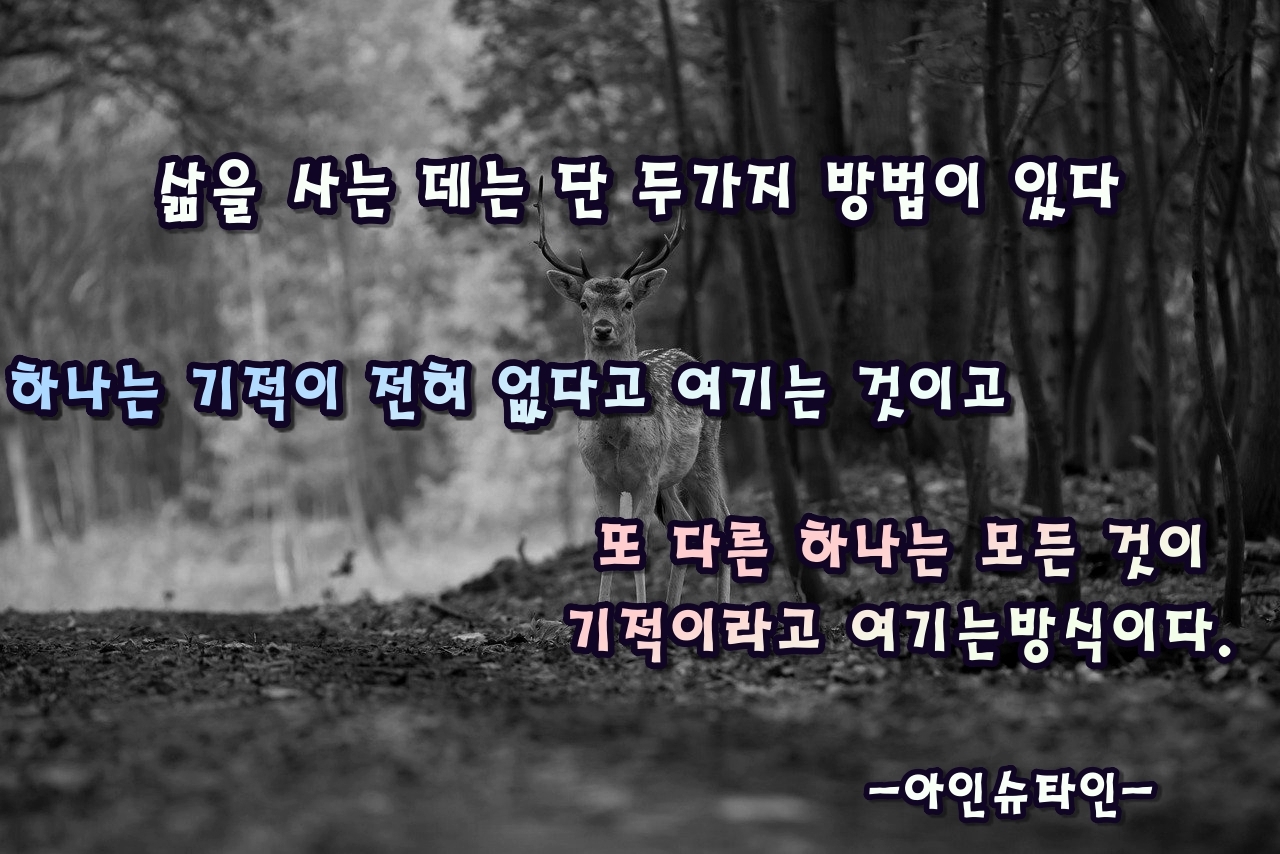 삶을 사는 데는 단 두가지 방법이 있다
하나는 기적이 전혀 없다고 여기는 것이고
또 다른 하나는 모든 것이
기적이라고 여기는방식이다.
-아인슈타인-